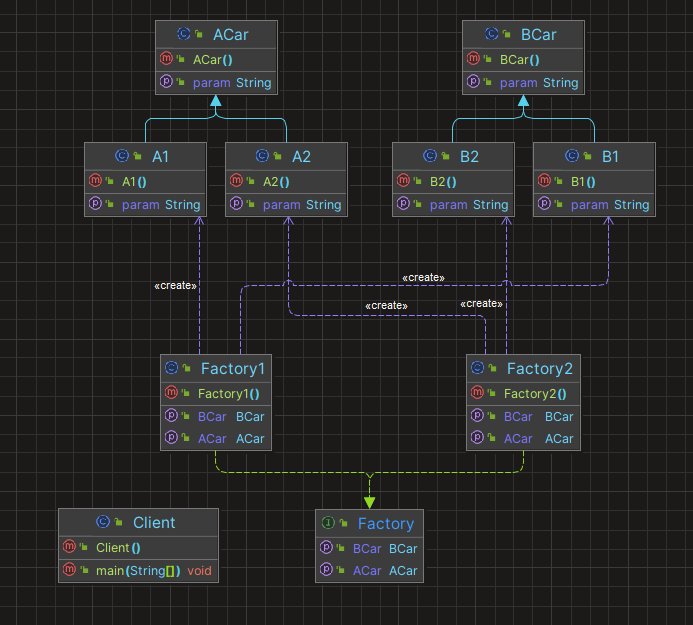 ACar
ACar()
param String
BCar
BCar()
param String
A1
A1()
param String
A2
A2()
param String
B2
B2()
param String
B1
B1()
param String
«create»
«create»
«create»
«create»
Factory1
Factory1()
BCar BCar
ACar ACar
Factory2
Factory2()
BCar BCar
ACar ACar
Client
Client()
main(String[]) void
Factory
BCar BCar
ACar ACar